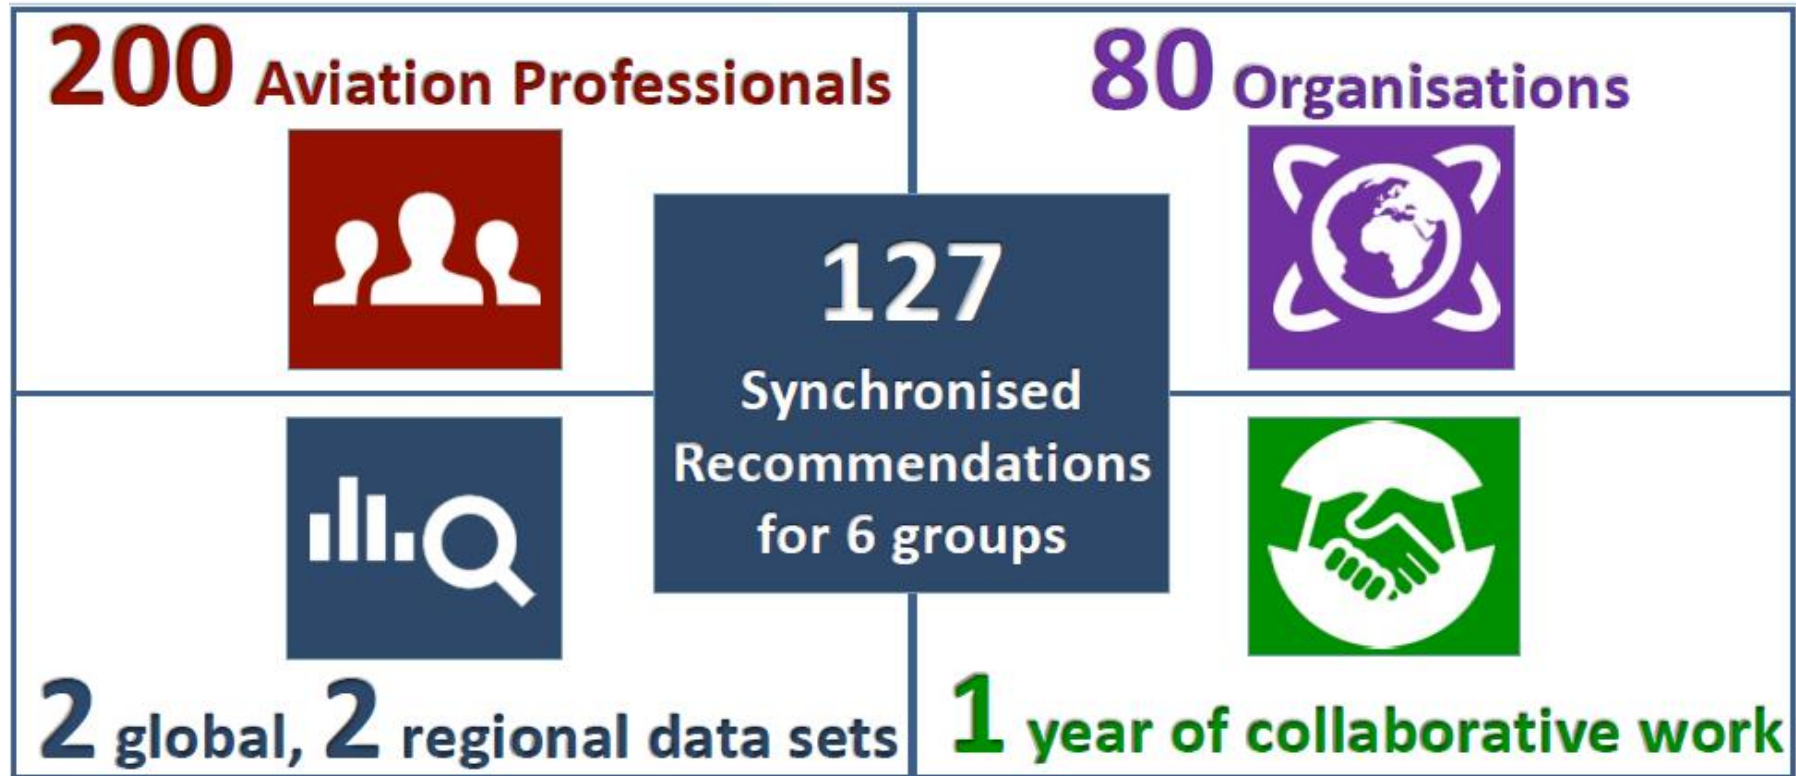 200 Aviation Professionals
80 Organisations
127
Synchronised
Recommendations
for 6 groups
2 global, 2 regional data sets
1 year of collaborative work